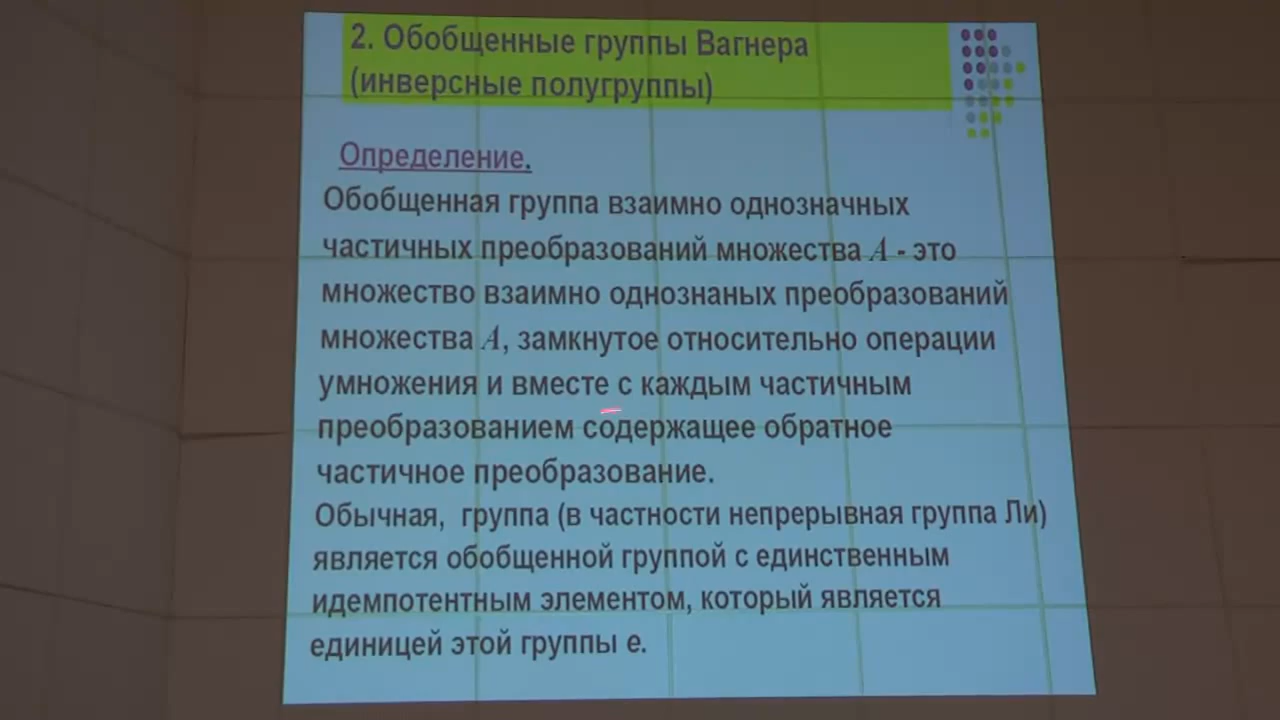 2. Обобщенные группы Вагнера
(инверсные полугруппы)
Определение.
Обобщенная группа взаимно однозначных
частичных преобразований множества A - это
множество взаимно однознаных преобразований
множества A, замкнутое относительно операции
умножения и вместе с каждым частичным
преобразованием содержащее обратное
частичное преобразование.
Обычная, группа (в частности непрерывная группа Ли)
является обобщенной группой с единственным
идемпотентным элементом, который является
единицей этой группы е.